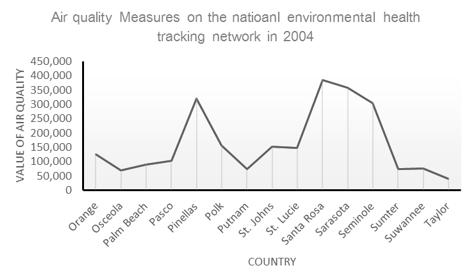 Air quality Measures on the natioanl environmental health
tracking network in 2004
VALUE OF AIR QUALITY
450,000
400,000
350,000
300,000
250,000
200,000
150,000
100,000
50,000
0
Orange
Osceola
Palm Beach
Pasco
Pinellas
Polk
Putnam
St. Johns
St. Lucie
Santa Rosa
Sarasota
Seminole
Sumter
Suwannee
Taylor
COUNTRY